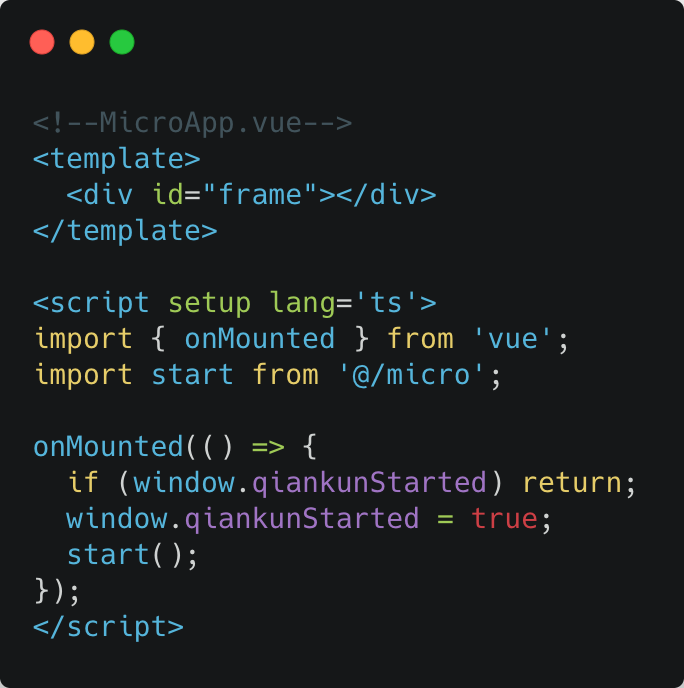 <!--MicroApp.vue-->
<template>
  <div id="frame"></div>
</template>

<script setup lang='ts'>
import { onMounted } from 'vue';
import start from '@/micro';

onMounted(() => {
  if (window.qiankunStarted) return;
  window.qiankunStarted = true;
  start();
});
</script>